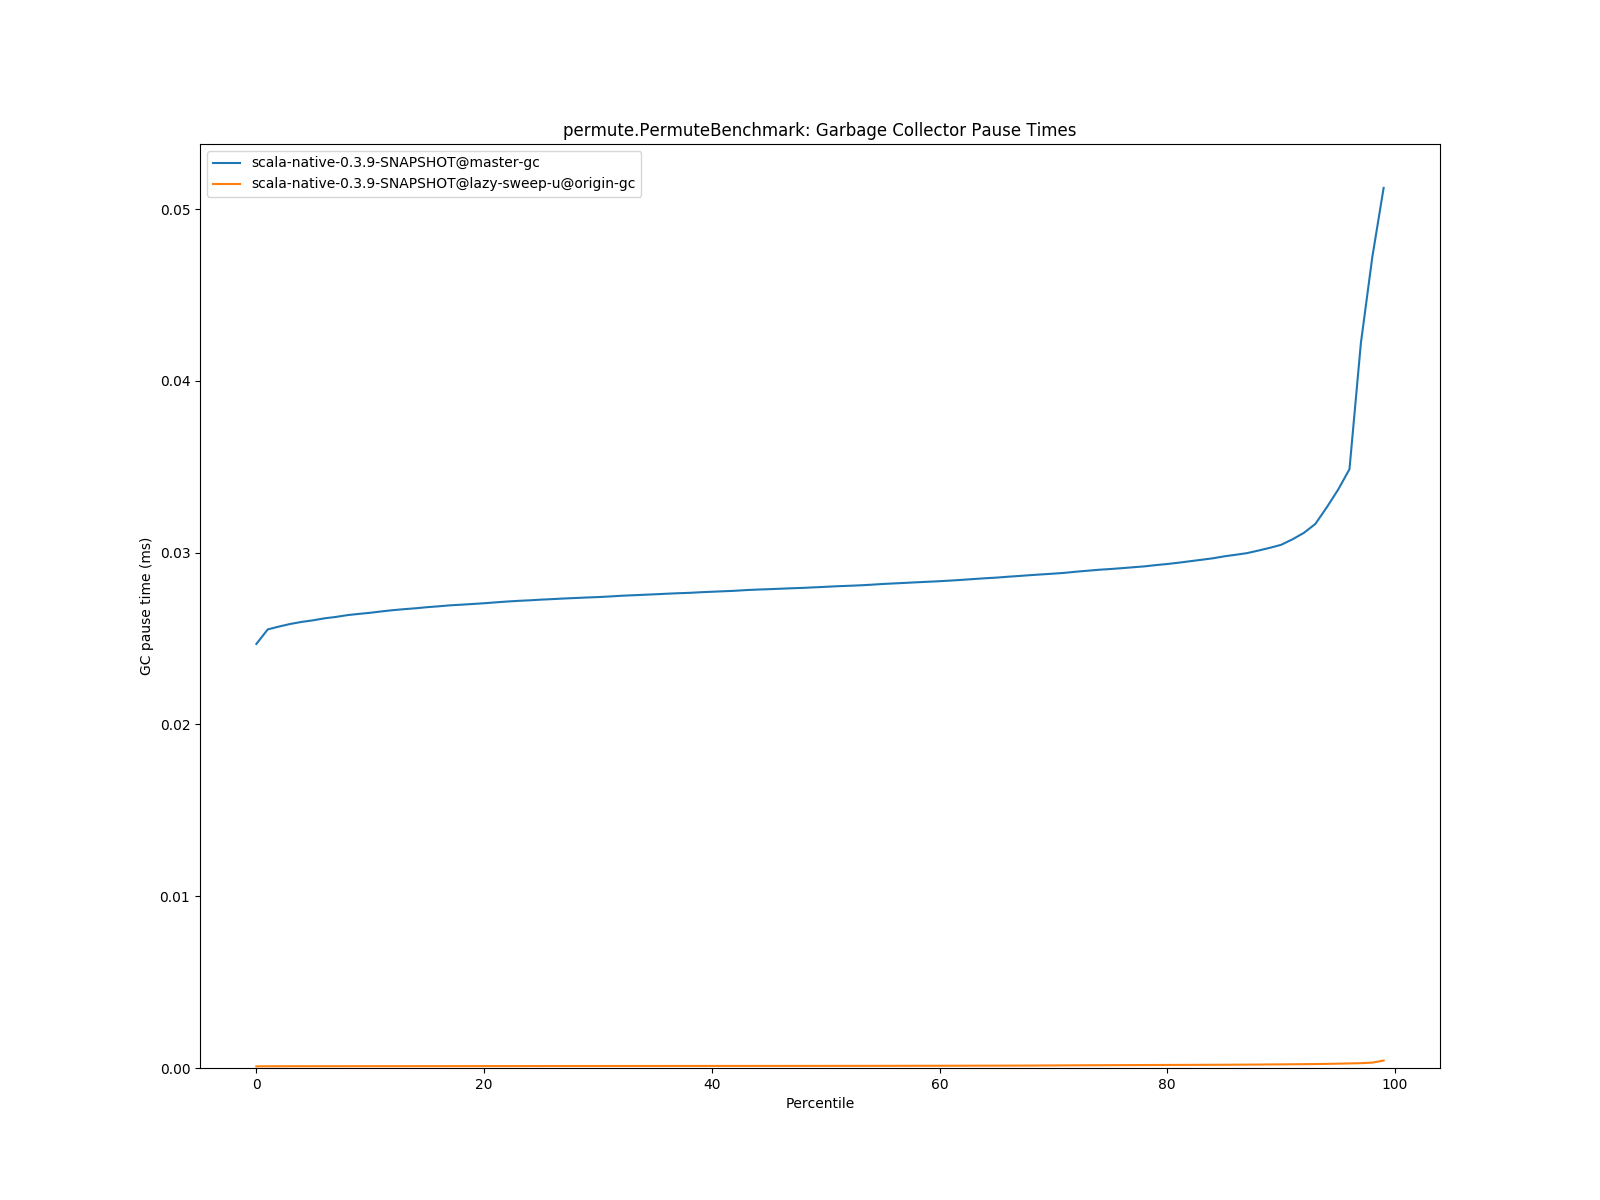 permute.PermuteBenchmark: Garbage Collector Pause Times
scala-native-0.3.9-SNAPSHOT@master-gc
scala-native-0.3.9-SNAPSHOT@lazy-sweep-u@origin-gc
GC pause time (ms)
0.05
0.04
0.03
0.02
0.01
0.00
0 20 40 60 80 100
Percentile